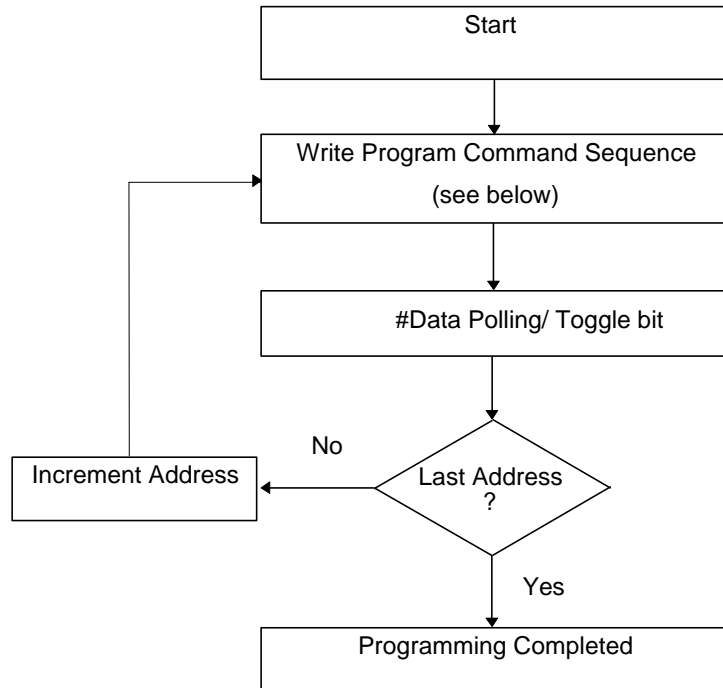 Start
Write Program Command Sequence
(see below)
#Data Polling/ Toggle bit
No
Increment Address
Last Address
?
Yes
Programming Completed